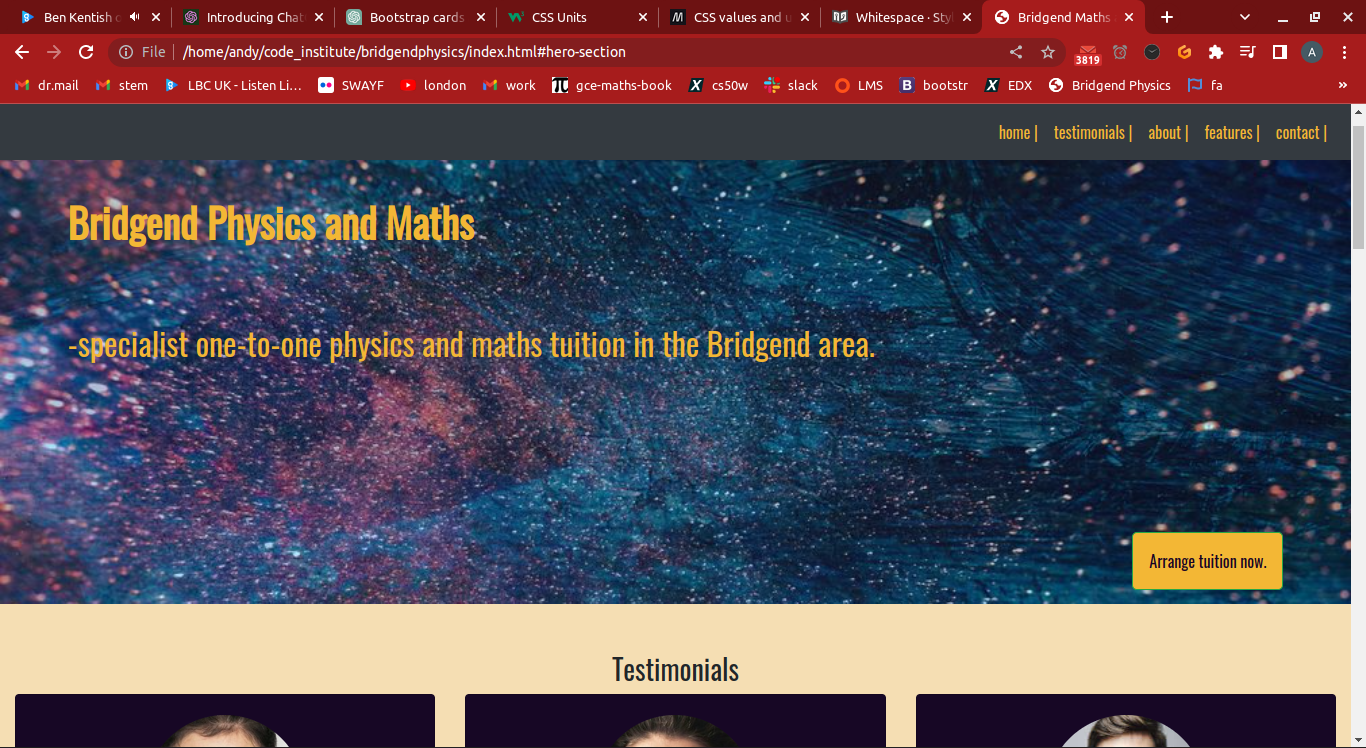 Ben Kentish
Introducing Chat
Bootstrap cards
CSS Units
CSS values and u
Whitespace · Sty
Bridgend Maths
File
/home/andy/code_institute/bridgendphysics/index.html#hero-section
3819
A
dr.mail
stem
LBC UK - Listen Li...
SWAYF
london
work
gce-maths-book
cs50w
slack
LMS
B
bootstr
EDX
Bridgend Physics
fa
»
home |
testimonials |
about |
features |
contact |
Bridgend Physics and Maths
-specialist one-to-one physics and maths tuition in the Bridgend area.
Arrange tuition now.
Testimonials